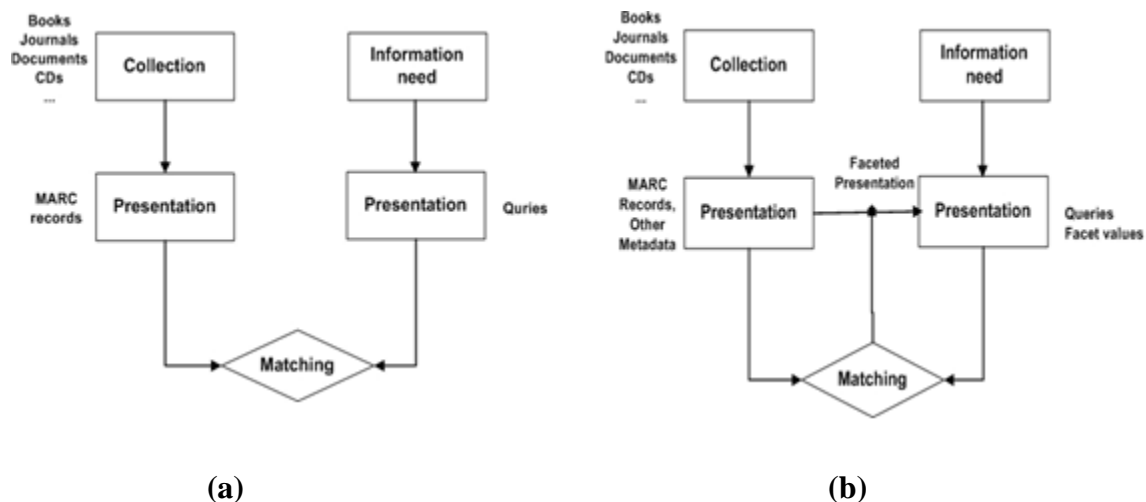 Books
Journals
Documents
CDs
...
Collection
Information
need
MARC
records
Presentation
Presentation
Quries
Matching
(a)
Books
Journals
Documents
CDs
...
Collection
Information
need
Faceted
Presentation
MARC
Records,
Other
Metadata
Presentation
Presentation
Queries
Facet values
Matching
(b)